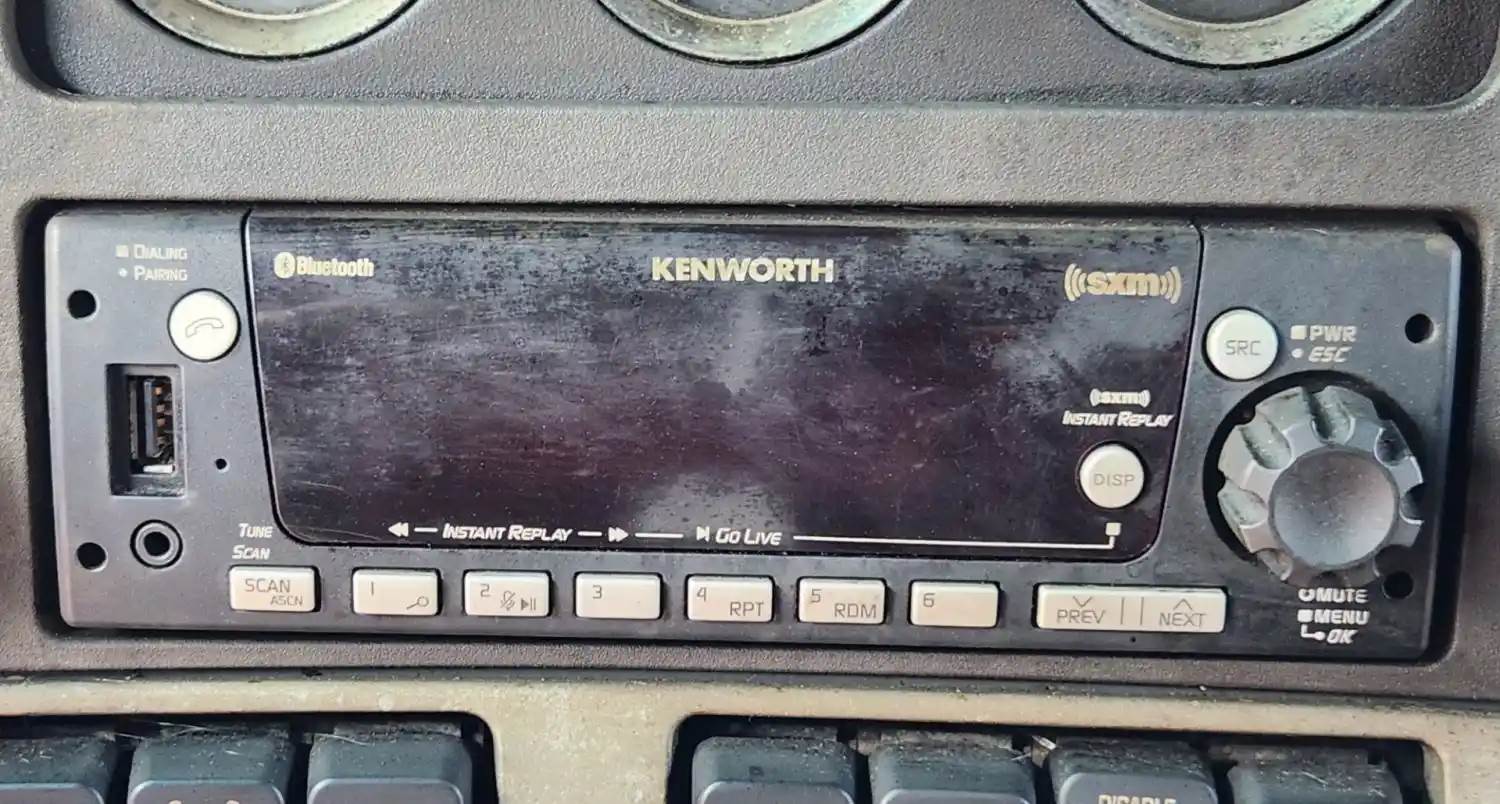 DIALING
PAIRING
Bluetooth
KENWORTH
((sxm))
SRC
PWR
ESC
((sxm))
INSTANT REPLAY
DISP
TUNE
SCAN
INSTANT REPLAY
GO LIVE
SCAN
ASCN
1
2
3
4
RPT
5
RDM
6
PREV
NEXT
MUTE
MENU
OK
DISABLE